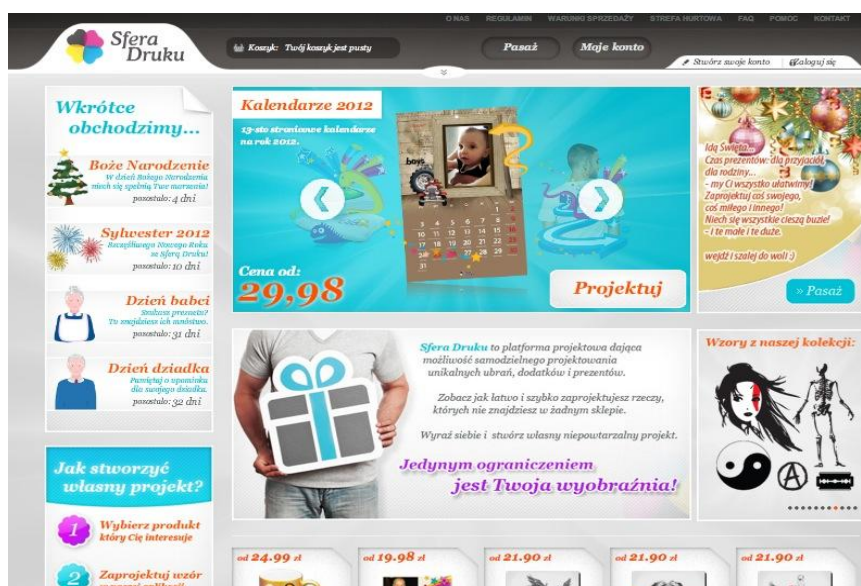 O NAS REGULAMIN WARUNKI SPRZEDAŻY STREFA HURTOWA FAQ POMOC KONTAKT
Sfera
Druku
Koszyk: Twój koszyk jest pusty
Pasaż
Moje konto
Stwórz swoje konto
Zaloguj się
Wkrótce
obchodzimy...
Boże Narodzenie
W dzień Bożego Narodzenia
niech się spełnią Twe marzenia!
pozostało: 4 dni
Sylwester 2012
Szczęśliwego Nowego Roku
ze Sferą Druku!
pozostało: 10 dni
Dzień babci
Szukasz prezentu?
Tu znajdziesz ich mnóstwo.
pozostało: 31 dni
Dzień dziadka
Pamiętaj o upominku
dla swojego dziadka.
pozostało: 32 dni
Jak stworzyć
własny projekt?
1
Wybierz produkt
który Cię interesuje
2
Zaprojektuj wzór
Kalendarze 2012
13-sto stronicowe kalendarze
na rok 2012.
boys
Cena od:
29,98
Projektuj
Idą Święta...
Czas prezentów: dla przyjaciół,
dla rodziny...
- my Ci wszystko ułatwimy!
Zaprojektuj coś swojego,
coś miłego i innego!
Niech się wszystkie cieszą buzie!
- i te małe i te duże.
wejdź i szalej do woli :)
» Pasaż
Sfera Druku to platforma projektowa dająca
możliwość samodzielnego projektowania
unikalnych ubrań, dodatków i prezentów.
Zobacz jak łatwo i szybko zaprojektujesz rzeczy,
których nie znajdziesz w żadnym sklepie.
Wyraź siebie i stwórz własny niepowtarzalny projekt.
Jedynym ograniczeniem
jest Twoja wyobraźnia!
Wzory z naszej kolekcji:
od 24.99 zł
od 19.98 zł
od 21.90 zł
od 21.90 zł
od 21.90 zł